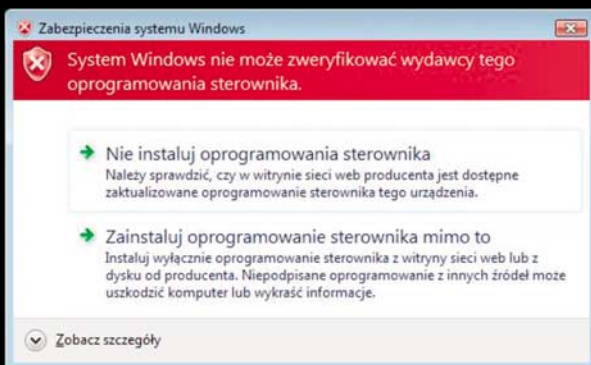 Zabezpieczenia systemu Windows
System Windows nie może zweryfikować wydawcy tego
oprogramowania sterownika.
Nie instaluj oprogramowania sterownika
Należy sprawdzić, czy w witrynie sieci web producenta jest dostępne
zaktualizowane oprogramowanie sterownika tego urządzenia.
Zainstaluj oprogramowanie sterownika mimo to
Instaluj wyłącznie oprogramowanie sterownika z witryny sieci web lub z
dysku od producenta. Niepodpisane oprogramowanie z innych źródeł może
uszkodzić komputer lub wykraść informacje.
Zobacz szczegóły